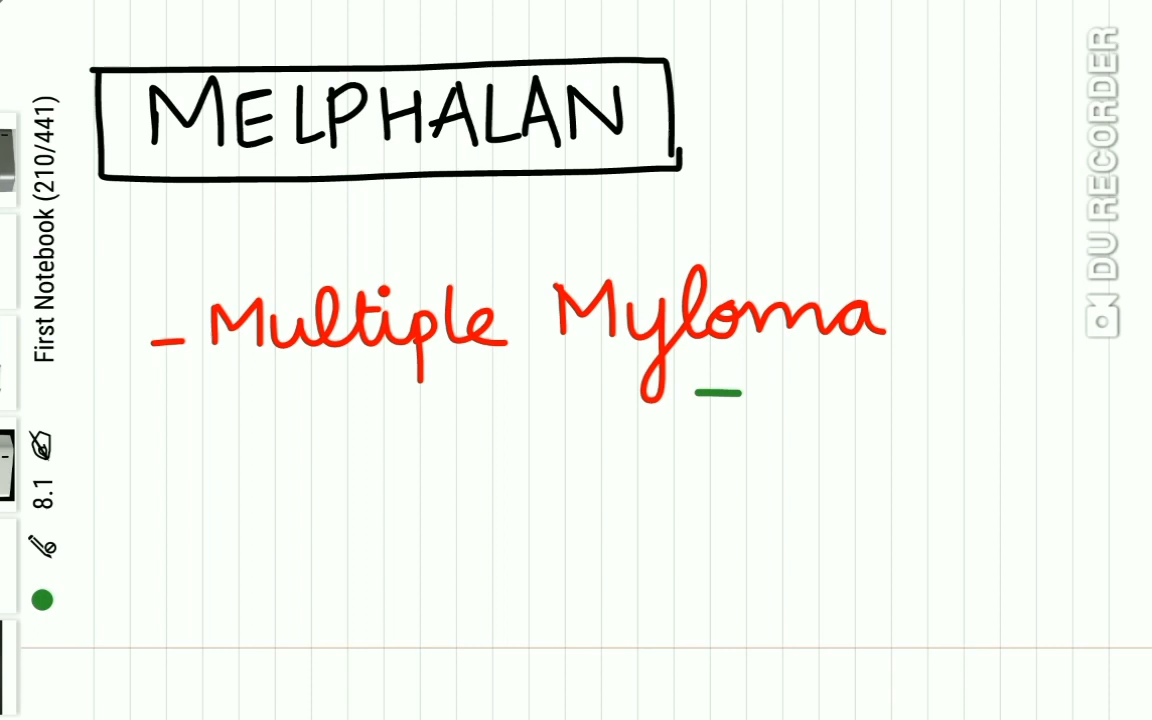 MELPHALAN
- Multiple Myloma
First Notebook (210/441)
8.1
DU RECORDER